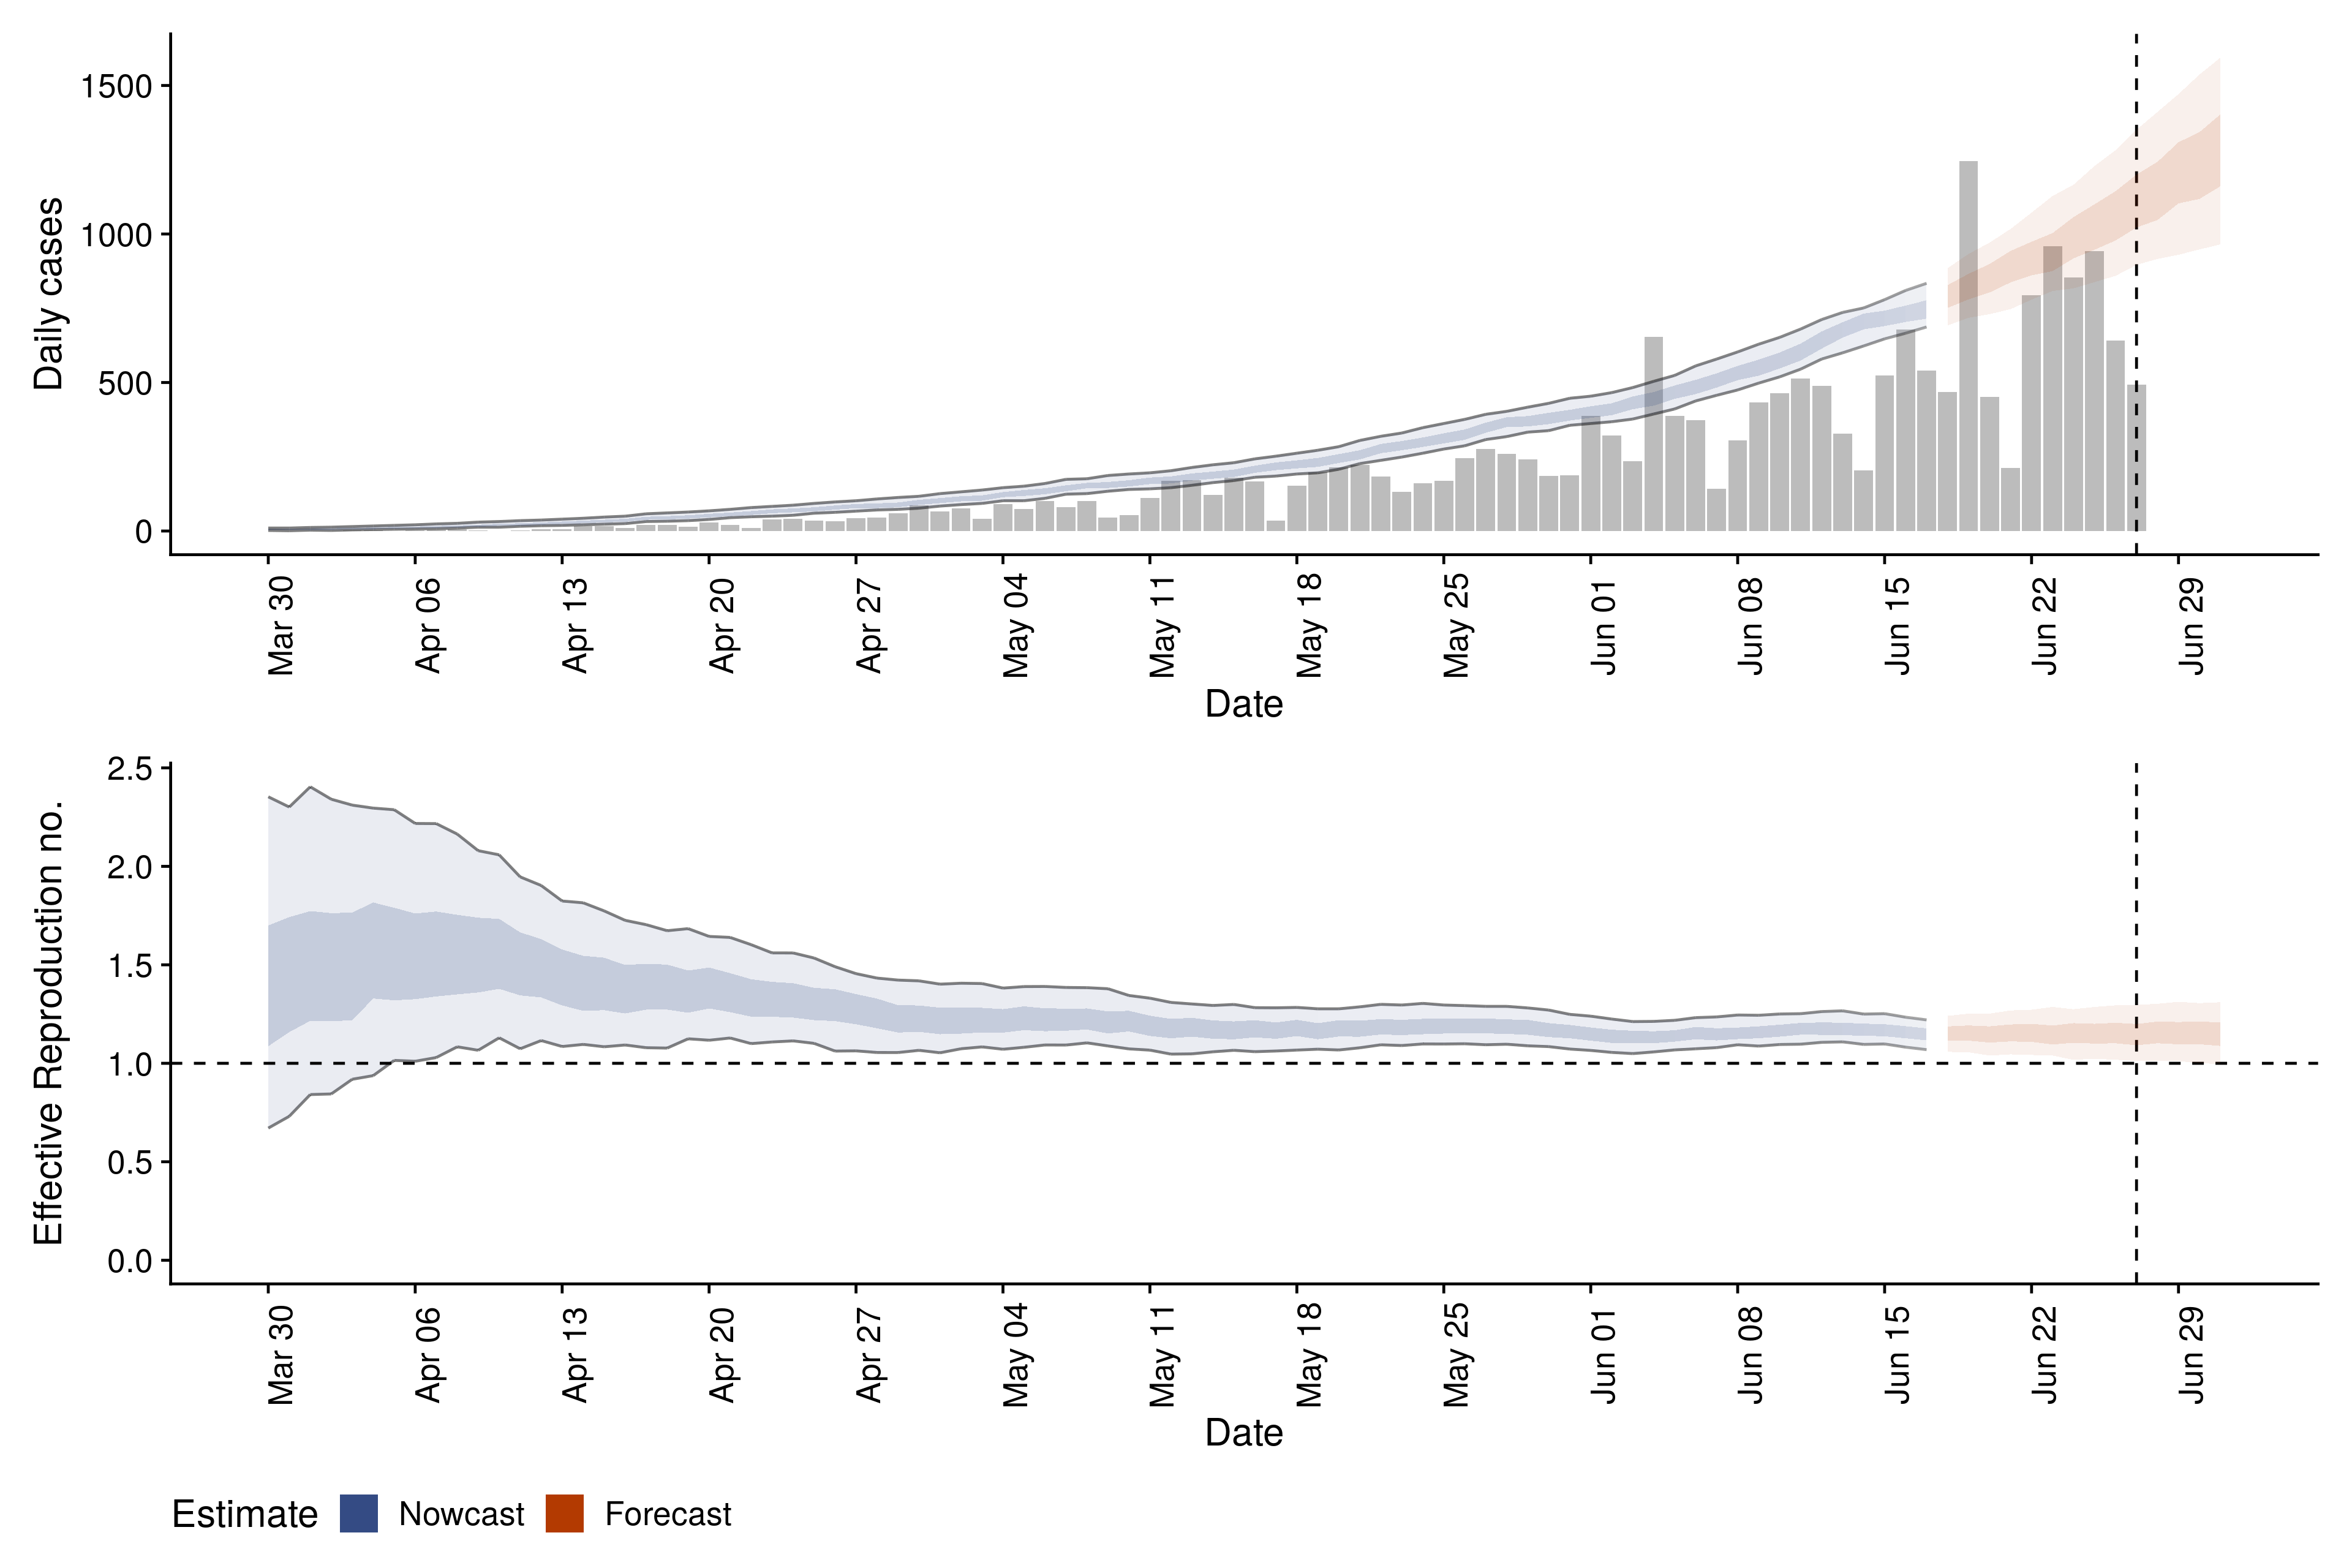 Daily cases
1500
1000
500
0
Mar 30 Apr 06 Apr 13 Apr 20 Apr 27 May 04 May 11 May 18 May 25 Jun 01 Jun 08 Jun 15 Jun 22 Jun 29
Date
Effective Reproduction no.
2.5
2.0
1.5
1.0
0.5
0.0
Mar 30 Apr 06 Apr 13 Apr 20 Apr 27 May 04 May 11 May 18 May 25 Jun 01 Jun 08 Jun 15 Jun 22 Jun 29
Date
Estimate Nowcast Forecast